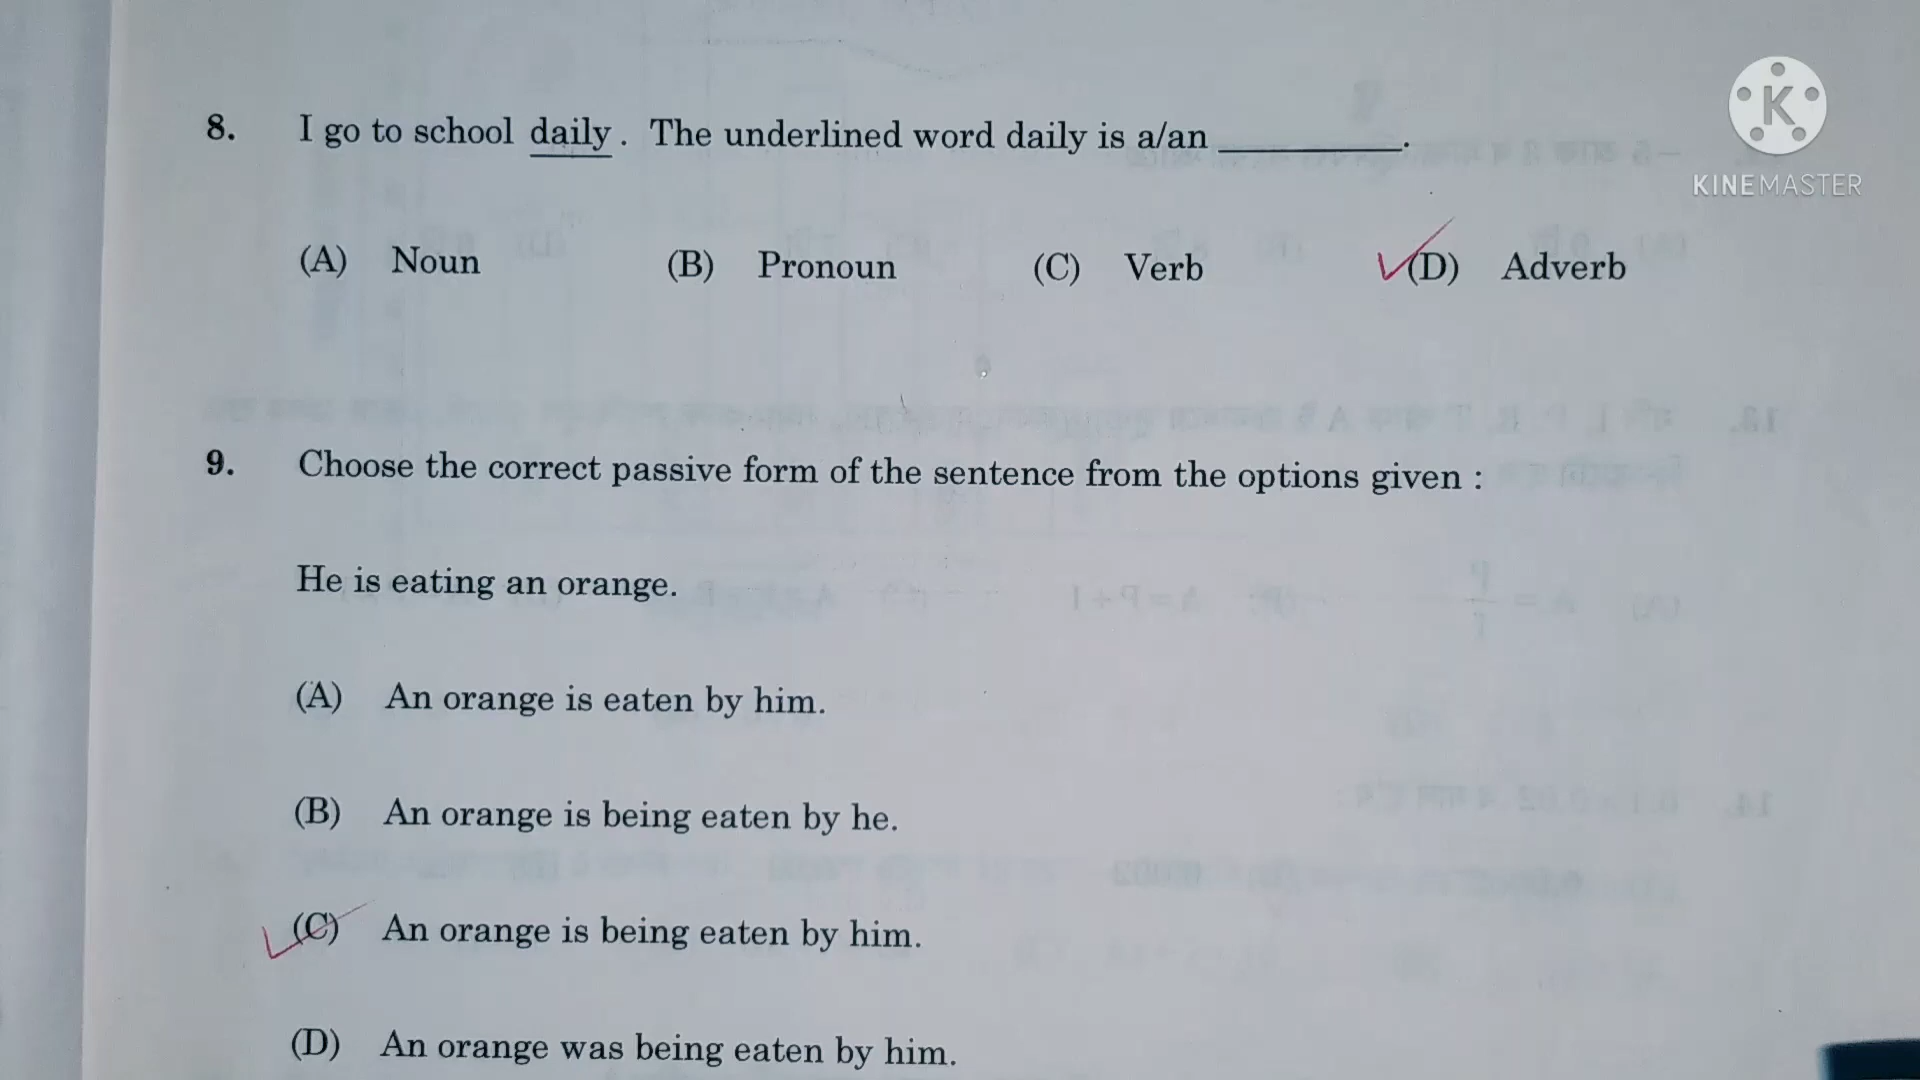 8. I go to school daily. The underlined word daily is a/an ________.
(A) Noun (B) Pronoun (C) Verb (D) Adverb
9. Choose the correct passive form of the sentence from the options given :
He is eating an orange.
(A) An orange is eaten by him.
(B) An orange is being eaten by he.
(C) An orange is being eaten by him.
(D) An orange was being eaten by him.
K
KINEMASTER